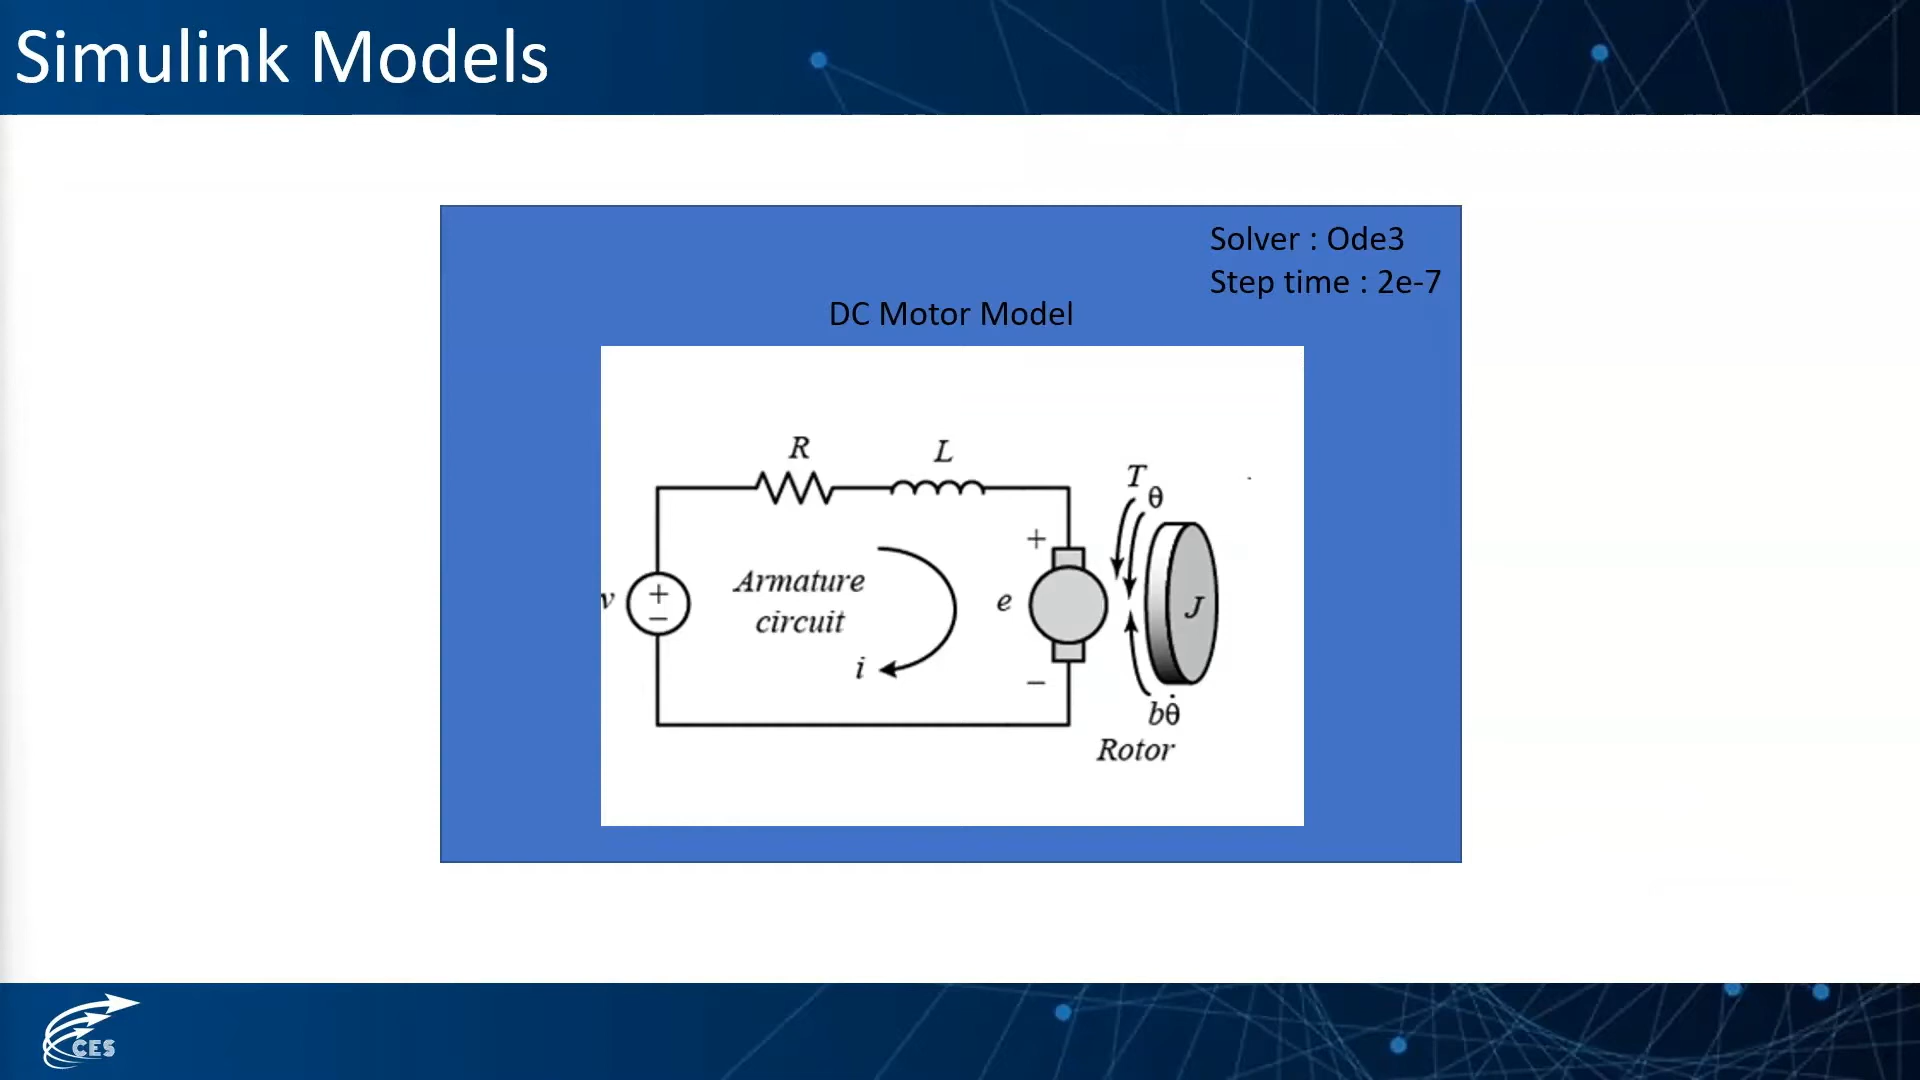 Simulink Models
Solver : Ode3
Step time : 2e-7
DC Motor Model
R
L
T
θ
+
v
+
−
Armature
circuit
e
J
i
−
bθ̇
Rotor
CES